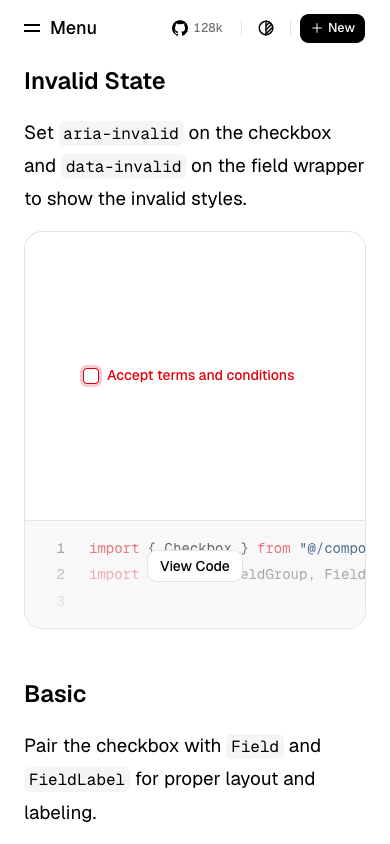 Menu
128k
New
Invalid State
Set aria-invalid on the checkbox
and data-invalid on the field wrapper
to show the invalid styles.
Accept terms and conditions
1 import { Checkbox } from "@/compo
2 import eldGroup, Field
View Code
3
Basic
Pair the checkbox with Field and
FieldLabel for proper layout and
labeling.